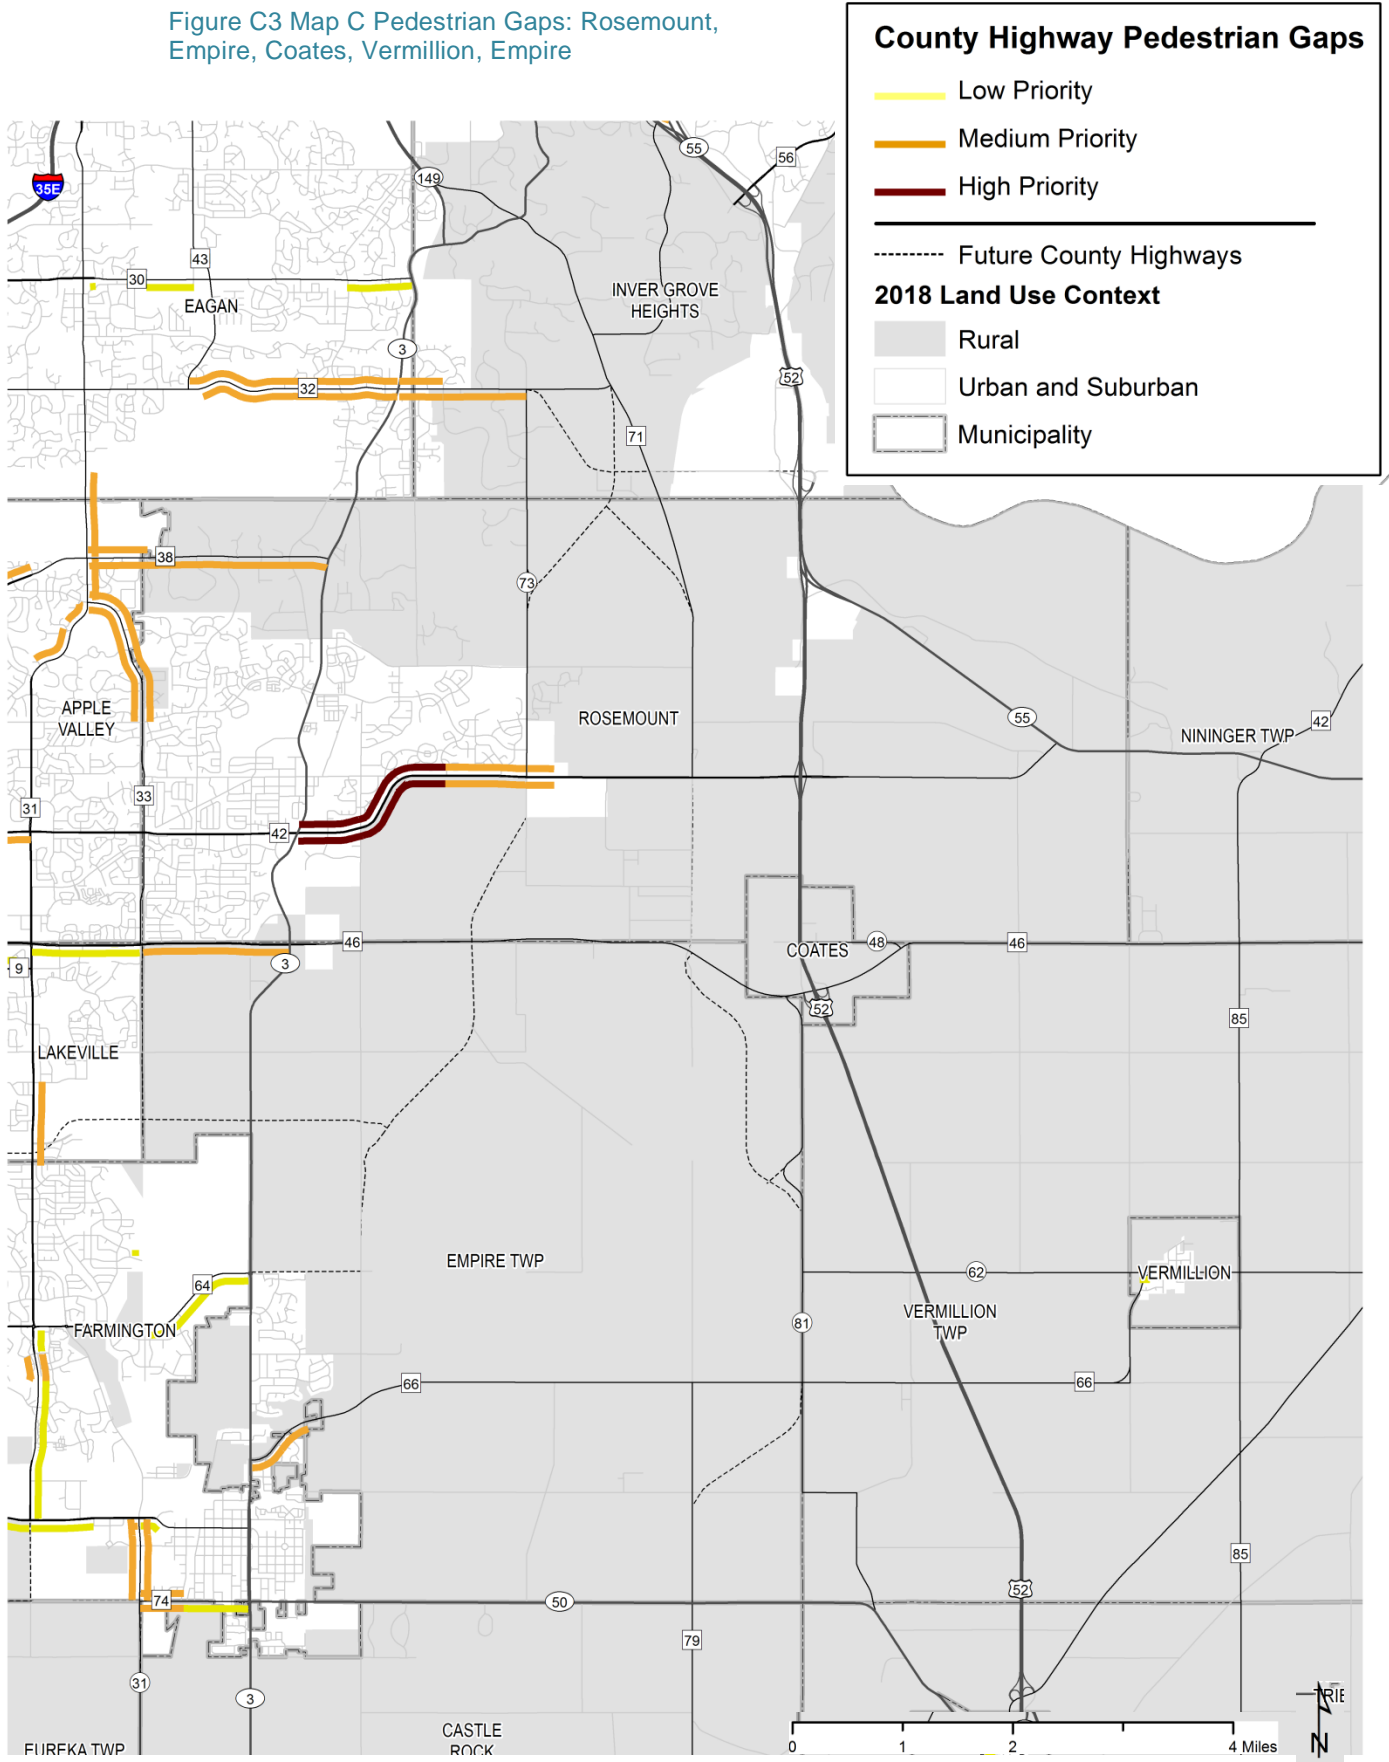 Figure C3 Map C Pedestrian Gaps: Rosemount,
Empire, Coates, Vermillion, Empire
County Highway Pedestrian Gaps
Low Priority
Medium Priority
High Priority
Future County Highways
2018 Land Use Context
Rural
Urban and Suburban
Municipality
55
56
35E
149
43
30
EAGAN
INVER GROVE
HEIGHTS
3
52
32
71
38
73
APPLE
VALLEY
ROSEMOUNT
55
42
NININGER TWP
31
33
42
46
COATES
48
46
9
3
52
85
LAKEVILLE
EMPIRE TWP
62
VERMILLION
64
VERMILLION
TWP
81
FARMINGTON
66
66
85
52
74
50
79
31
3
CASTLE
ROCK
EUREKA TWP
0
1
2
4 Miles
N